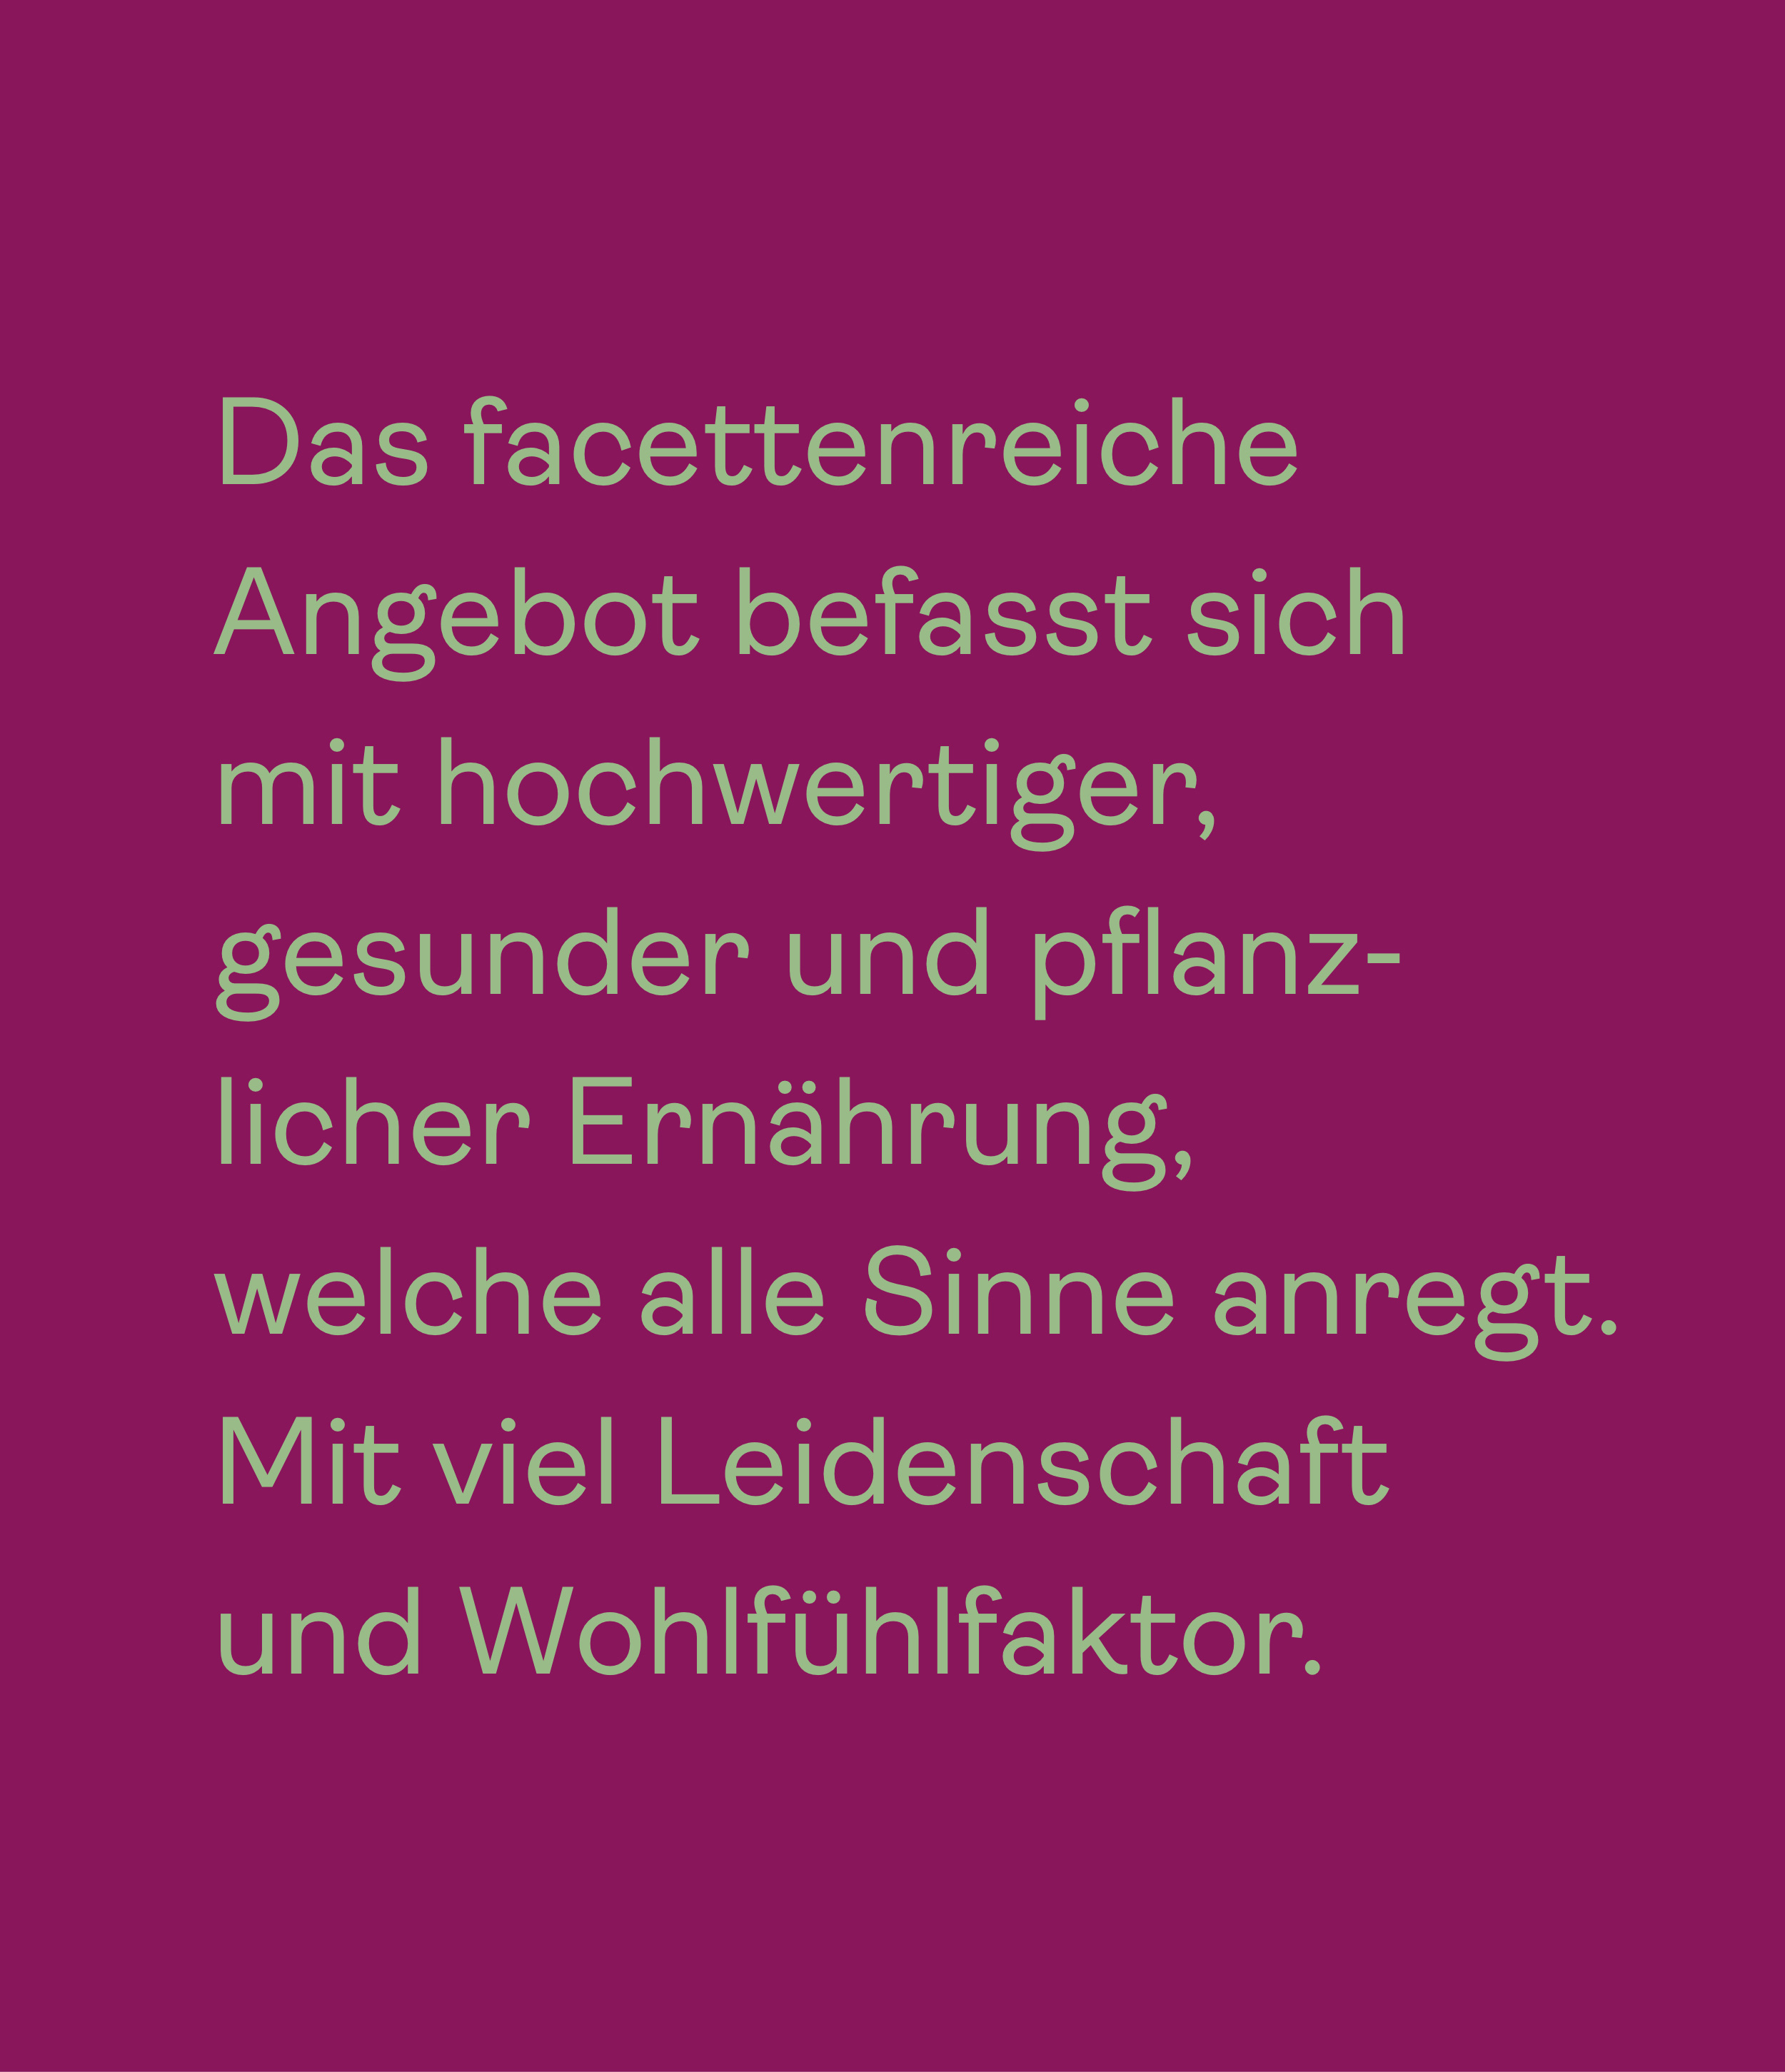 Das facettenreiche
Angebot befasst sich
mit hochwertiger,
gesunder und pflanz-
licher Ernährung,
welche alle Sinne anregt.
Mit viel Leidenschaft
und Wohlfühlfaktor.